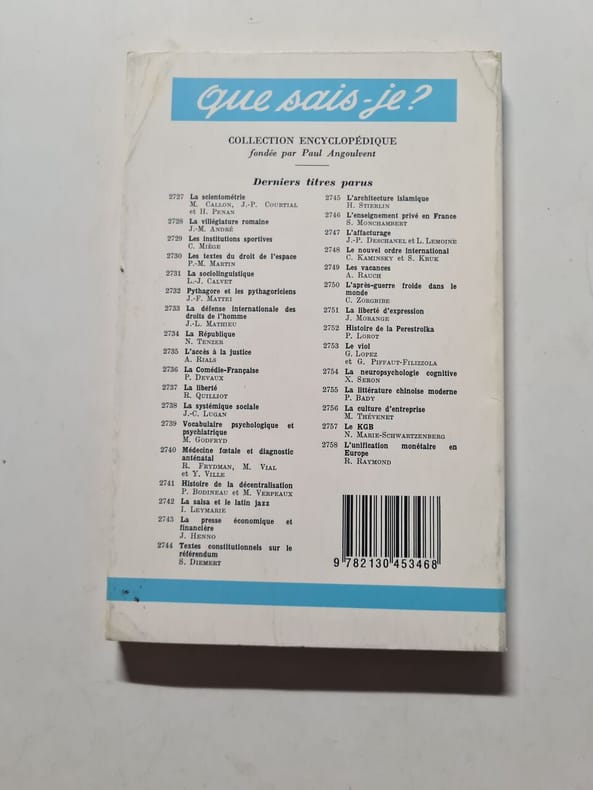 que sais-je?
COLLECTION ENCYCLOPÉDIQUE
fondée par Paul Angoulvent
Derniers titres parus
2727 La scientométrie
M. CALLON, J.-P. COURTIAL
et H. PENAN
2728 La villégiature romaine
J.-M. ANDRÉ
2729 Les institutions sportives
C. MIÈGE
2730 Les textes du droit de l'espace
P.-M. MARTIN
2731 La sociolinguistique
L.-J. CALVET
2732 Pythagore et les pythagoriciens
J.-F. MATTEI
2733 La défense internationale des
droits de l'homme
J.-L. MATHIEU
2734 La République
N. TENZER
2735 L'accès à la justice
A. RIALS
2736 La Comédie-Française
P. DEVAUX
2737 La liberté
R. QUILLIOT
2738 La systémique sociale
J.-C. LUGAN
2739 Vocabulaire psychologique et
psychiatrique
M. GODFRYD
2740 Médecine fœtale et diagnostic
anténatal
R. FRYDMAN, M. VIAL
et Y. VILLE
2741 Histoire de la décentralisation
P. BODINEAU et M. VERPEAUX
2742 La salsa et le latin jazz
I. LEYMARIE
2743 La presse économique et
financière
J. HENNO
2744 Textes constitutionnels sur le
référendum
S. DIEMERT
2745 L'architecture islamique
H. STIERLIN
2746 L'enseignement privé en France
S. MONCHAMBERT
2747 L'affacturage
J.-P. DESCHANEL et L. LEMOINE
2748 Le nouvel ordre international
C. KAMINSKY et S. KRUK
2749 Les vacances
A. RAUCH
2750 L'après-guerre froide dans le
monde
C. ZORGBIBE
2751 La liberté d'expression
J. MORANGE
2752 Histoire de la Perestroïka
P. LOROT
2753 Le viol
G. LOPEZ
et G. PIFFAUT-FILIZZOLA
2754 La neuropsychologie cognitive
X. SERON
2755 La littérature chinoise moderne
P. BADY
2756 La culture d'entreprise
M. THÉVENET
2757 Le KGB
N. MARIE-SCHWARTZENBERG
2758 L'unification monétaire en
Europe
R. RAYMOND
9 782130 453468